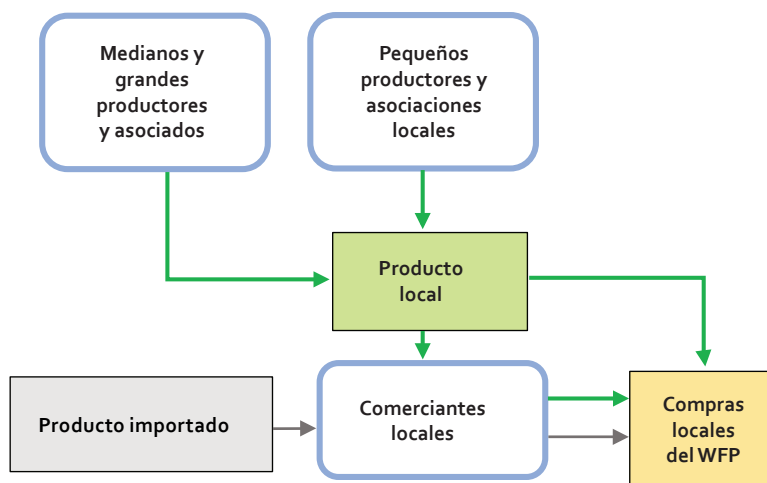 Medianos y
grandes
productores
y asociados
Pequeños
productores y
asociaciones
locales
Producto
local
Producto importado
Comerciantes
locales
Compras
locales
del WFP